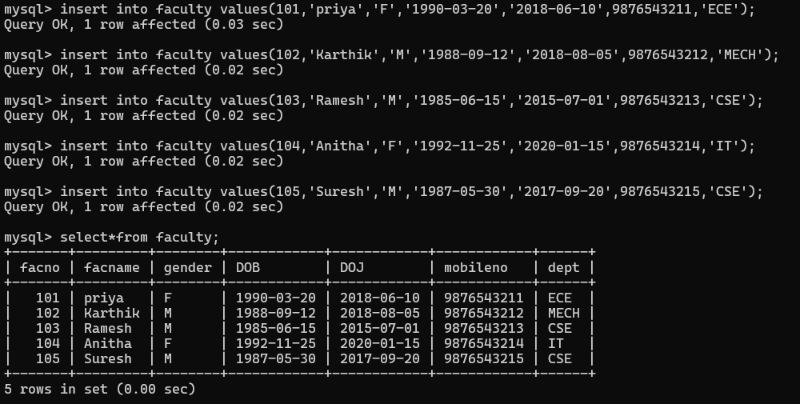 mysql> insert into faculty values(101,'priya','F','1990-03-20','2018-06-10',9876543211,'ECE');
Query OK, 1 row affected (0.03 sec)
mysql> insert into faculty values(102,'Karthik','M','1988-09-12','2018-08-05',9876543212,'MECH');
Query OK, 1 row affected (0.02 sec)
mysql> insert into faculty values(103,'Ramesh','M','1985-06-15','2015-07-01',9876543213,'CSE');
Query OK, 1 row affected (0.02 sec)
mysql> insert into faculty values(104,'Anitha','F','1992-11-25','2020-01-15',9876543214,'IT');
Query OK, 1 row affected (0.02 sec)
mysql> insert into faculty values(105,'Suresh','M','1987-05-30','2017-09-20',9876543215,'CSE');
Query OK, 1 row affected (0.02 sec)
mysql> select*from faculty;
+-------+---------+--------+------------+------------+------------+------+
| facno | facname | gender | DOB        | DOJ        | mobileno   | dept |
+-------+---------+--------+------------+------------+------------+------+
|   101 | priya   | F      | 1990-03-20 | 2018-06-10 | 9876543211 | ECE  |
|   102 | Karthik | M      | 1988-09-12 | 2018-08-05 | 9876543212 | MECH |
|   103 | Ramesh  | M      | 1985-06-15 | 2015-07-01 | 9876543213 | CSE  |
|   104 | Anitha  | F      | 1992-11-25 | 2020-01-15 | 9876543214 | IT   |
|   105 | Suresh  | M      | 1987-05-30 | 2017-09-20 | 9876543215 | CSE  |
+-------+---------+--------+------------+------------+------------+------+
5 rows in set (0.00 sec)